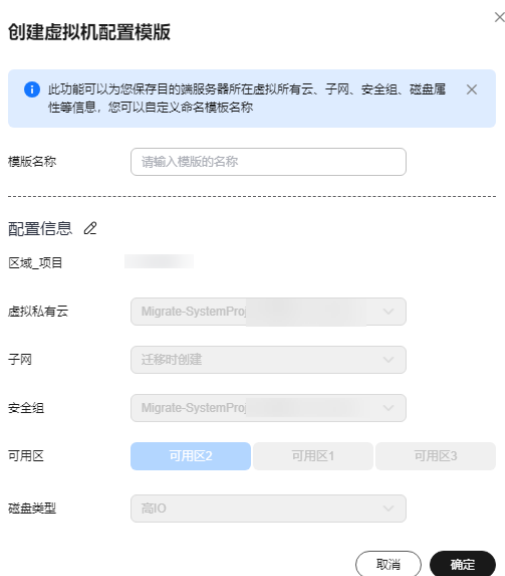 创建虚拟机配置模版
此功能可以为您保存目的端服务器所在虚拟所有云、子网、安全组、磁盘属
性等信息，您可以自定义命名模板名称
模版名称 请输入模版的名称
配置信息
区域_项目
虚拟私有云 Migrate-SystemProj
子网 迁移时创建
安全组 Migrate-SystemProj
可用区 可用区2 可用区1 可用区3
磁盘类型 高IO
取消 确定